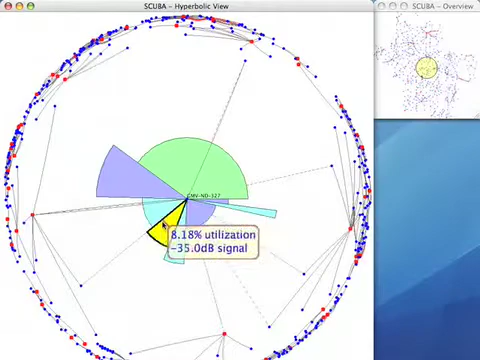 SCUBA - Hyperbolic View
SCUBA - Overview
CMV-ND-327
8.18% utilization
-35.0dB signal